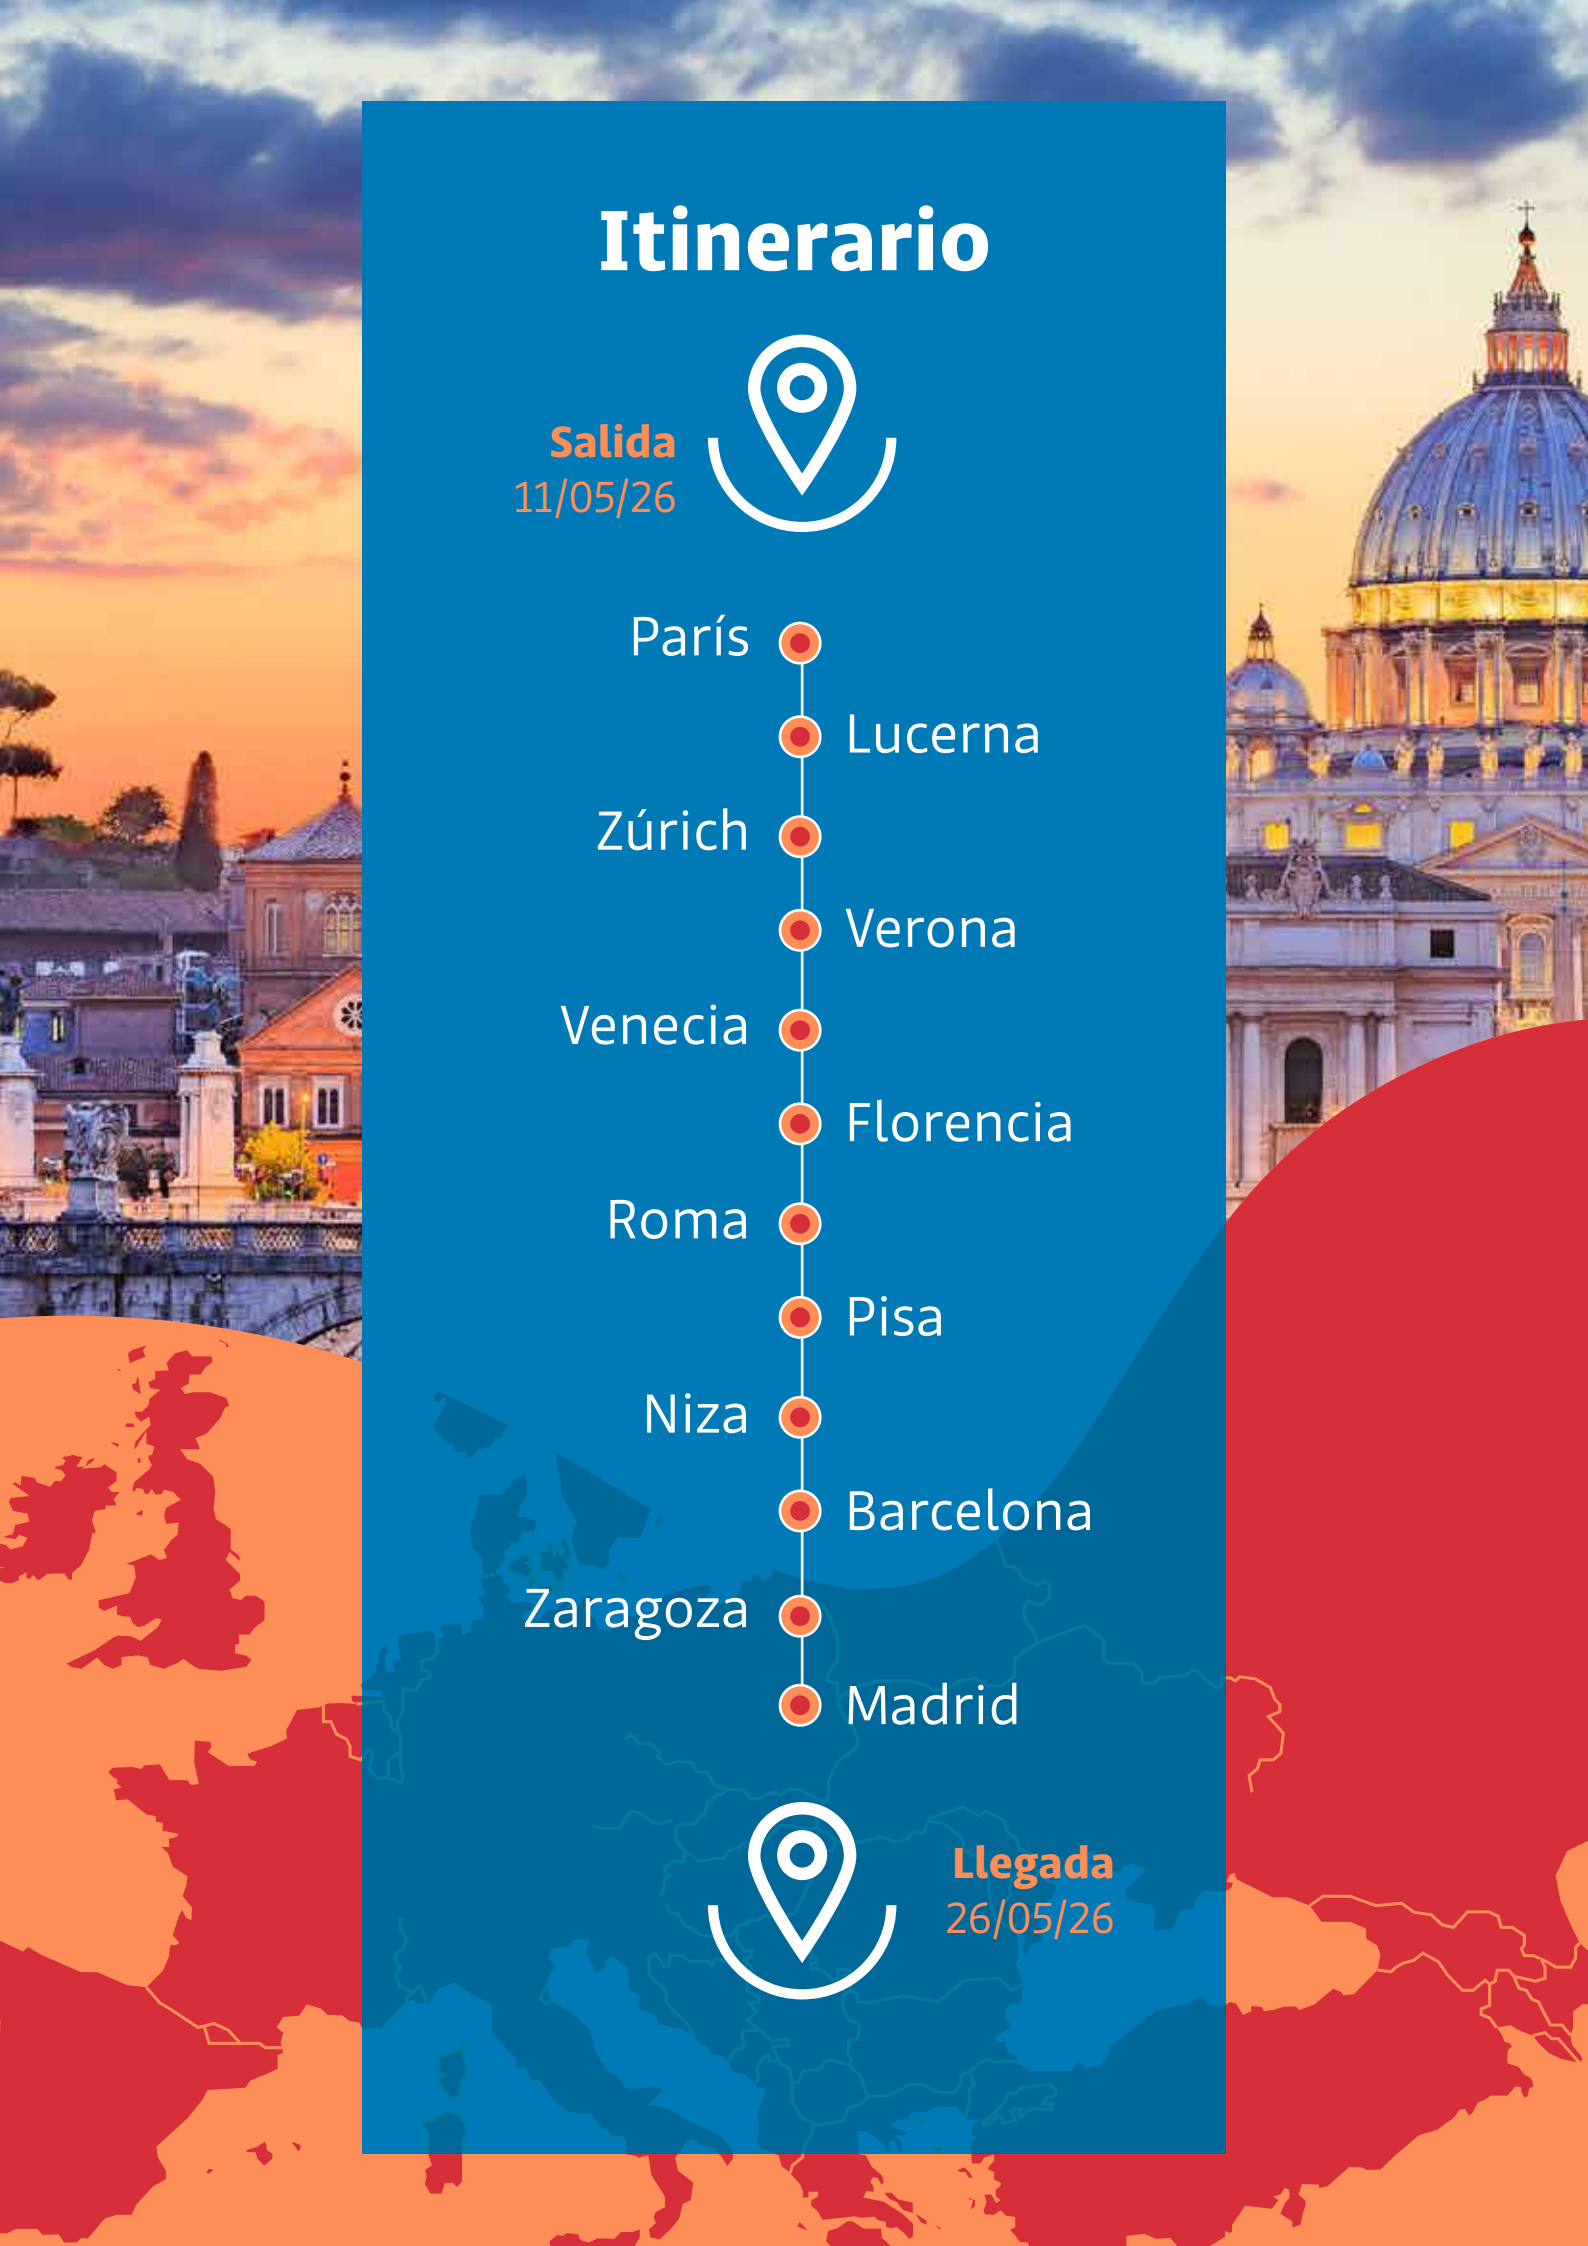 Itinerario
Salida
11/05/26
París
Lucerna
Zúrich
Verona
Venecia
Florencia
Roma
Pisa
Niza
Barcelona
Zaragoza
Madrid
Llegada
26/05/26